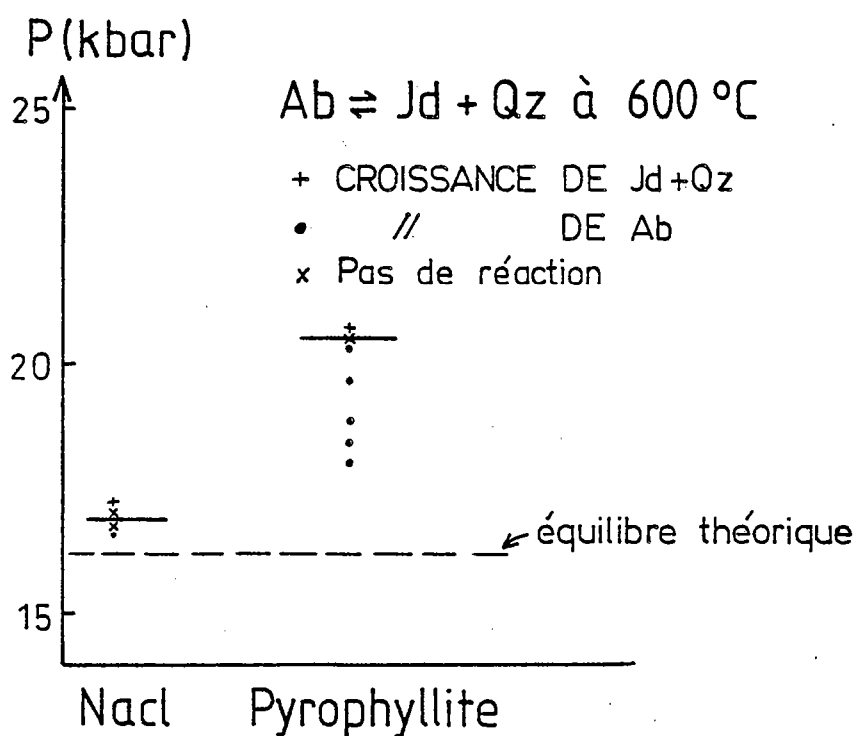 P(kbar)
25
Ab ⇌ Jd + Qz à 600 °C
+ CROISSANCE DE Jd+Qz
• // DE Ab
x Pas de réaction
20
équilibre théorique
15
Nacl Pyrophyllite